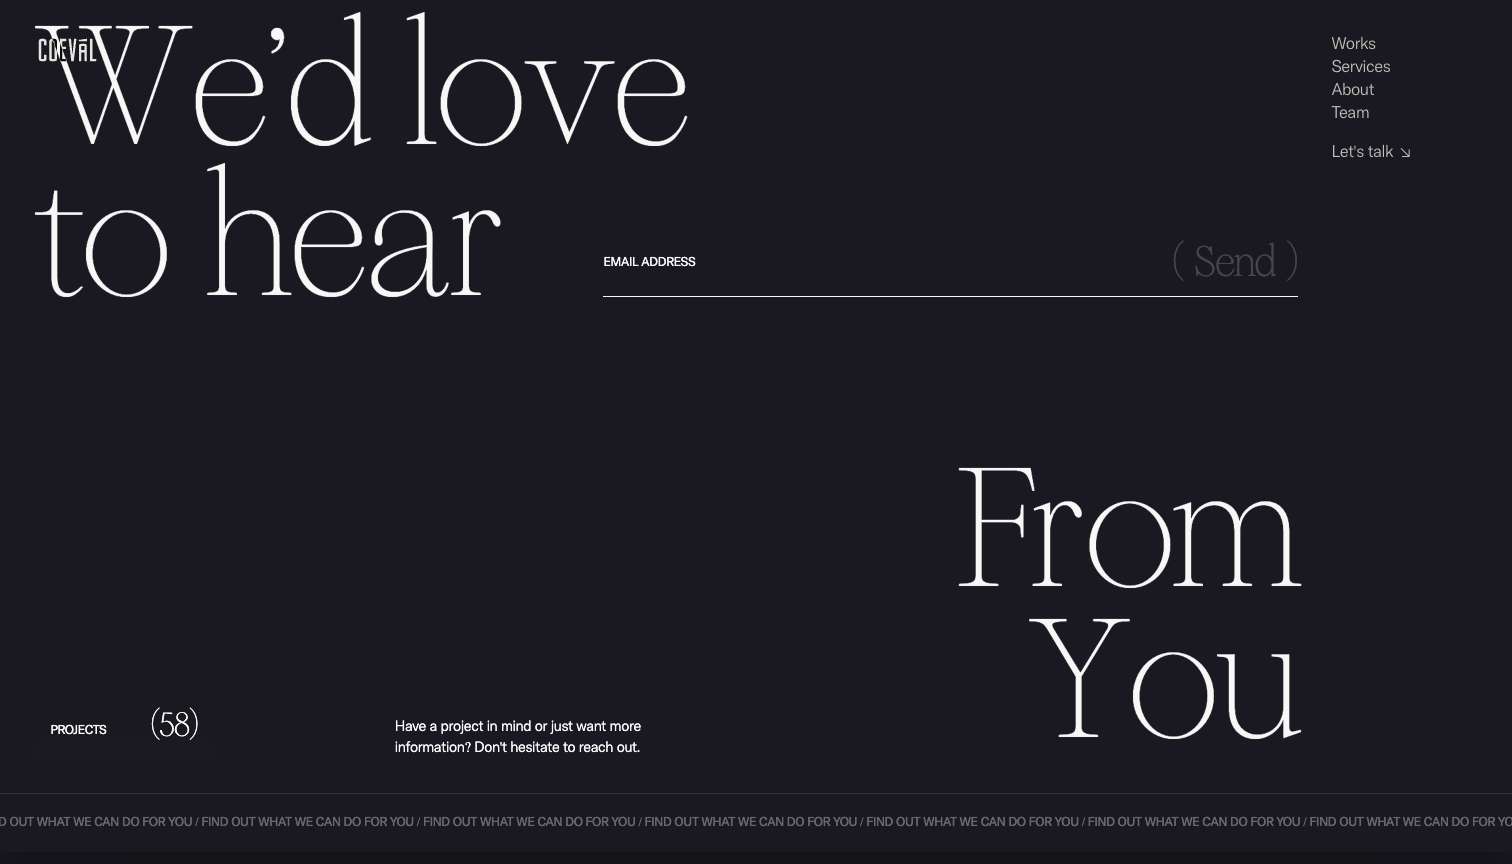 We’d love
to hear
COEVAL
Works
Services
About
Team
Let's talk ↘
EMAIL ADDRESS
( Send )
From
You
PROJECTS
(58)
Have a project in mind or just want more
information? Don't hesitate to reach out.
D OUT WHAT WE CAN DO FOR YOU / FIND OUT WHAT WE CAN DO FOR YOU / FIND OUT WHAT WE CAN DO FOR YOU / FIND OUT WHAT WE CAN DO FOR YOU / FIND OUT WHAT WE CAN DO FOR YOU / FIND OUT WHAT WE CAN DO FOR YOU / FIND OUT WHAT WE CAN DO FOR YO